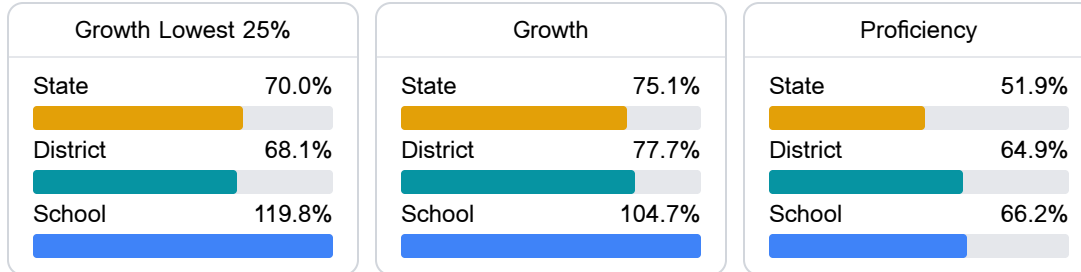 Growth Lowest 25%
State 70.0%
District 68.1%
School 119.8%
Growth
State 75.1%
District 77.7%
School 104.7%
Proficiency
State 51.9%
District 64.9%
School 66.2%